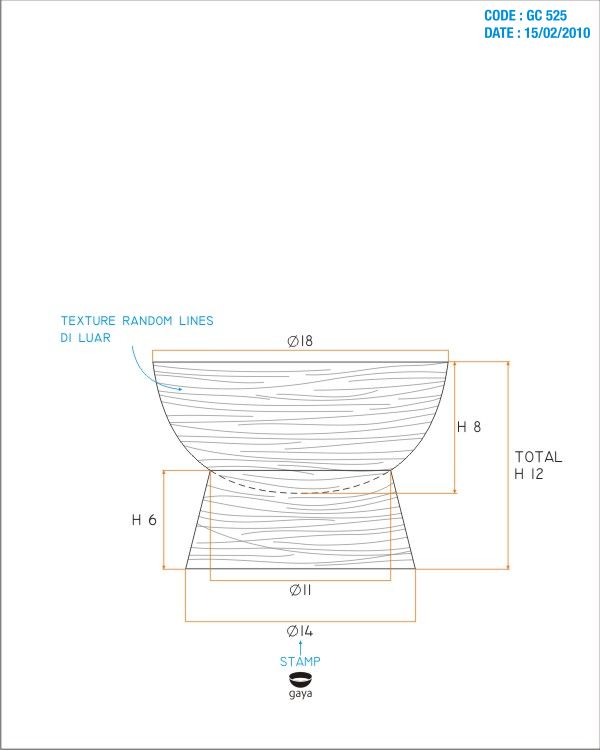 CODE : GC 525
DATE : 15/02/2010
TEXTURE RANDOM LINES
DI LUAR
Ø18
H 8
TOTAL
H 12
H 6
Ø11
Ø14
STAMP
gaya